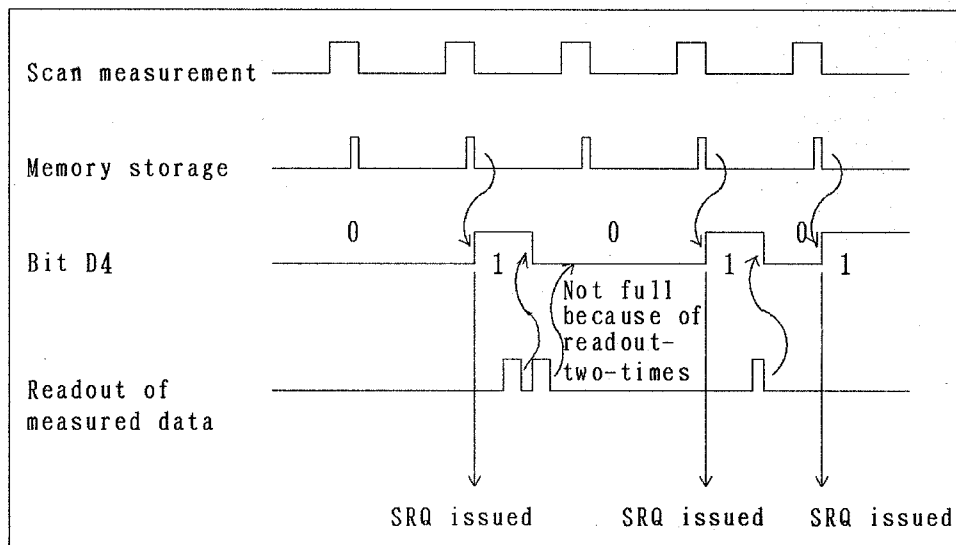 Scan measurement
Memory storage
0 0 0
Bit D4
1 1 1
Not full
because of
readout-
two-times
Readout of
measured data
SRQ issued SRQ issued SRQ issued